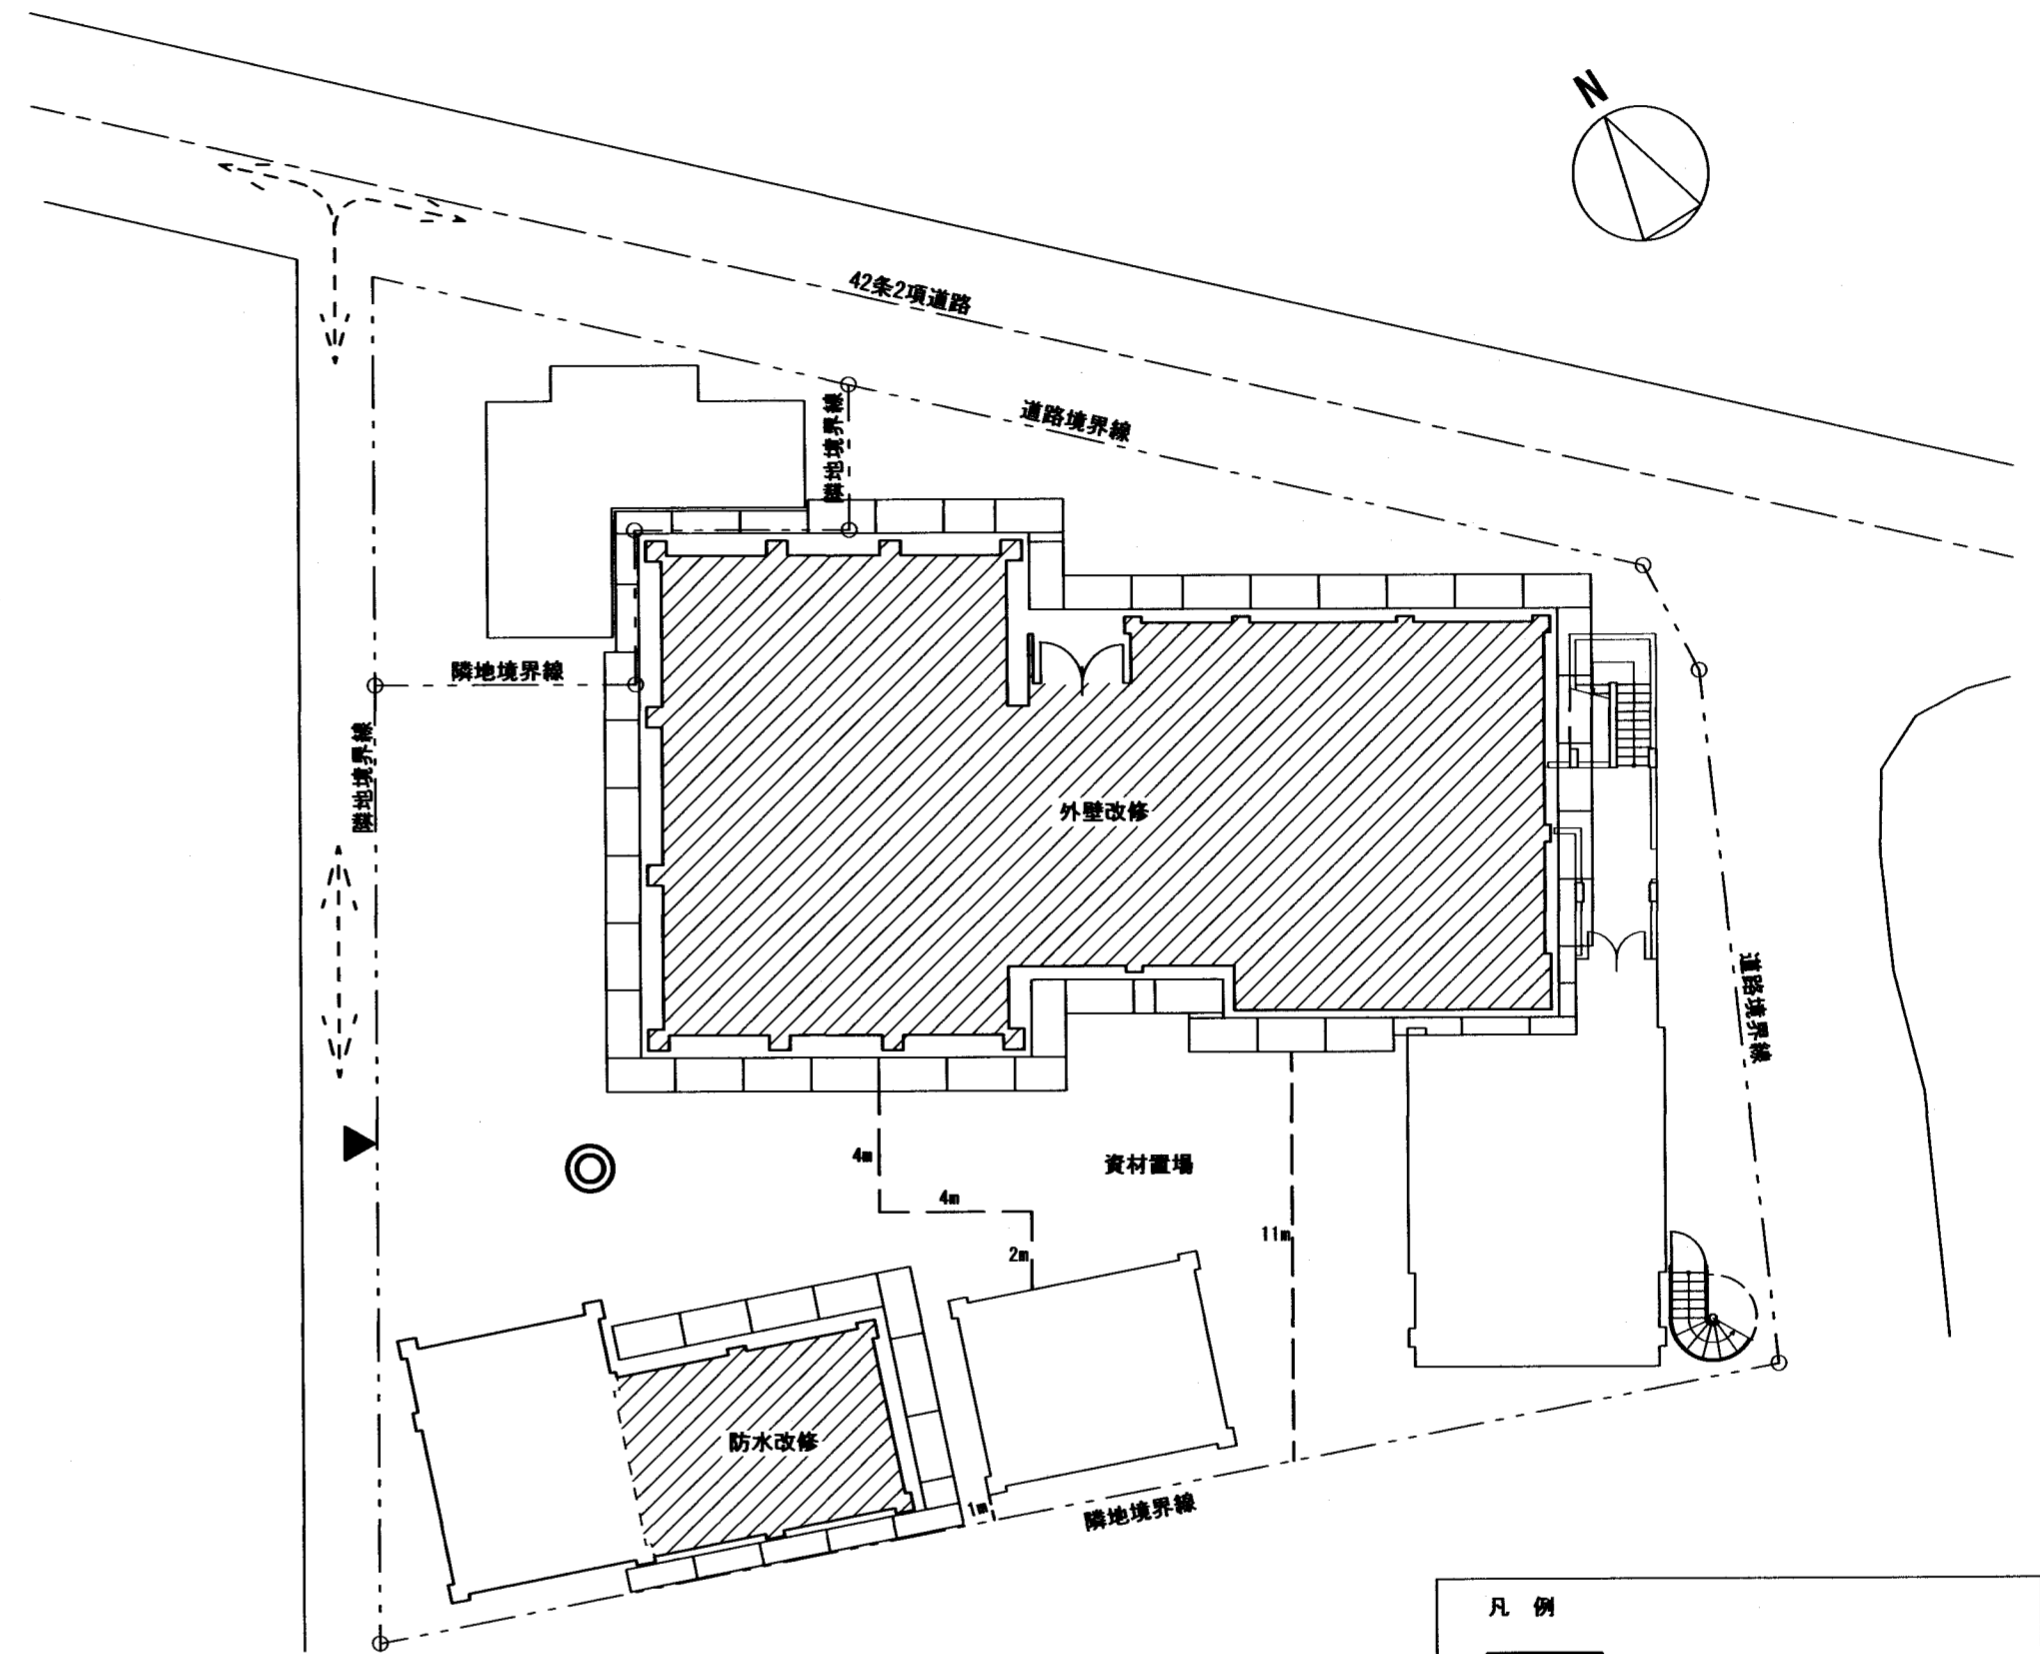 N
42条2項道路
道路境界線
隣地境界線
隣地境界線
隣地境界線
外壁改修
道路境界線
4m
資材置場
4m
11m
2m
防水改修
1m
隣地境界線
凡 例